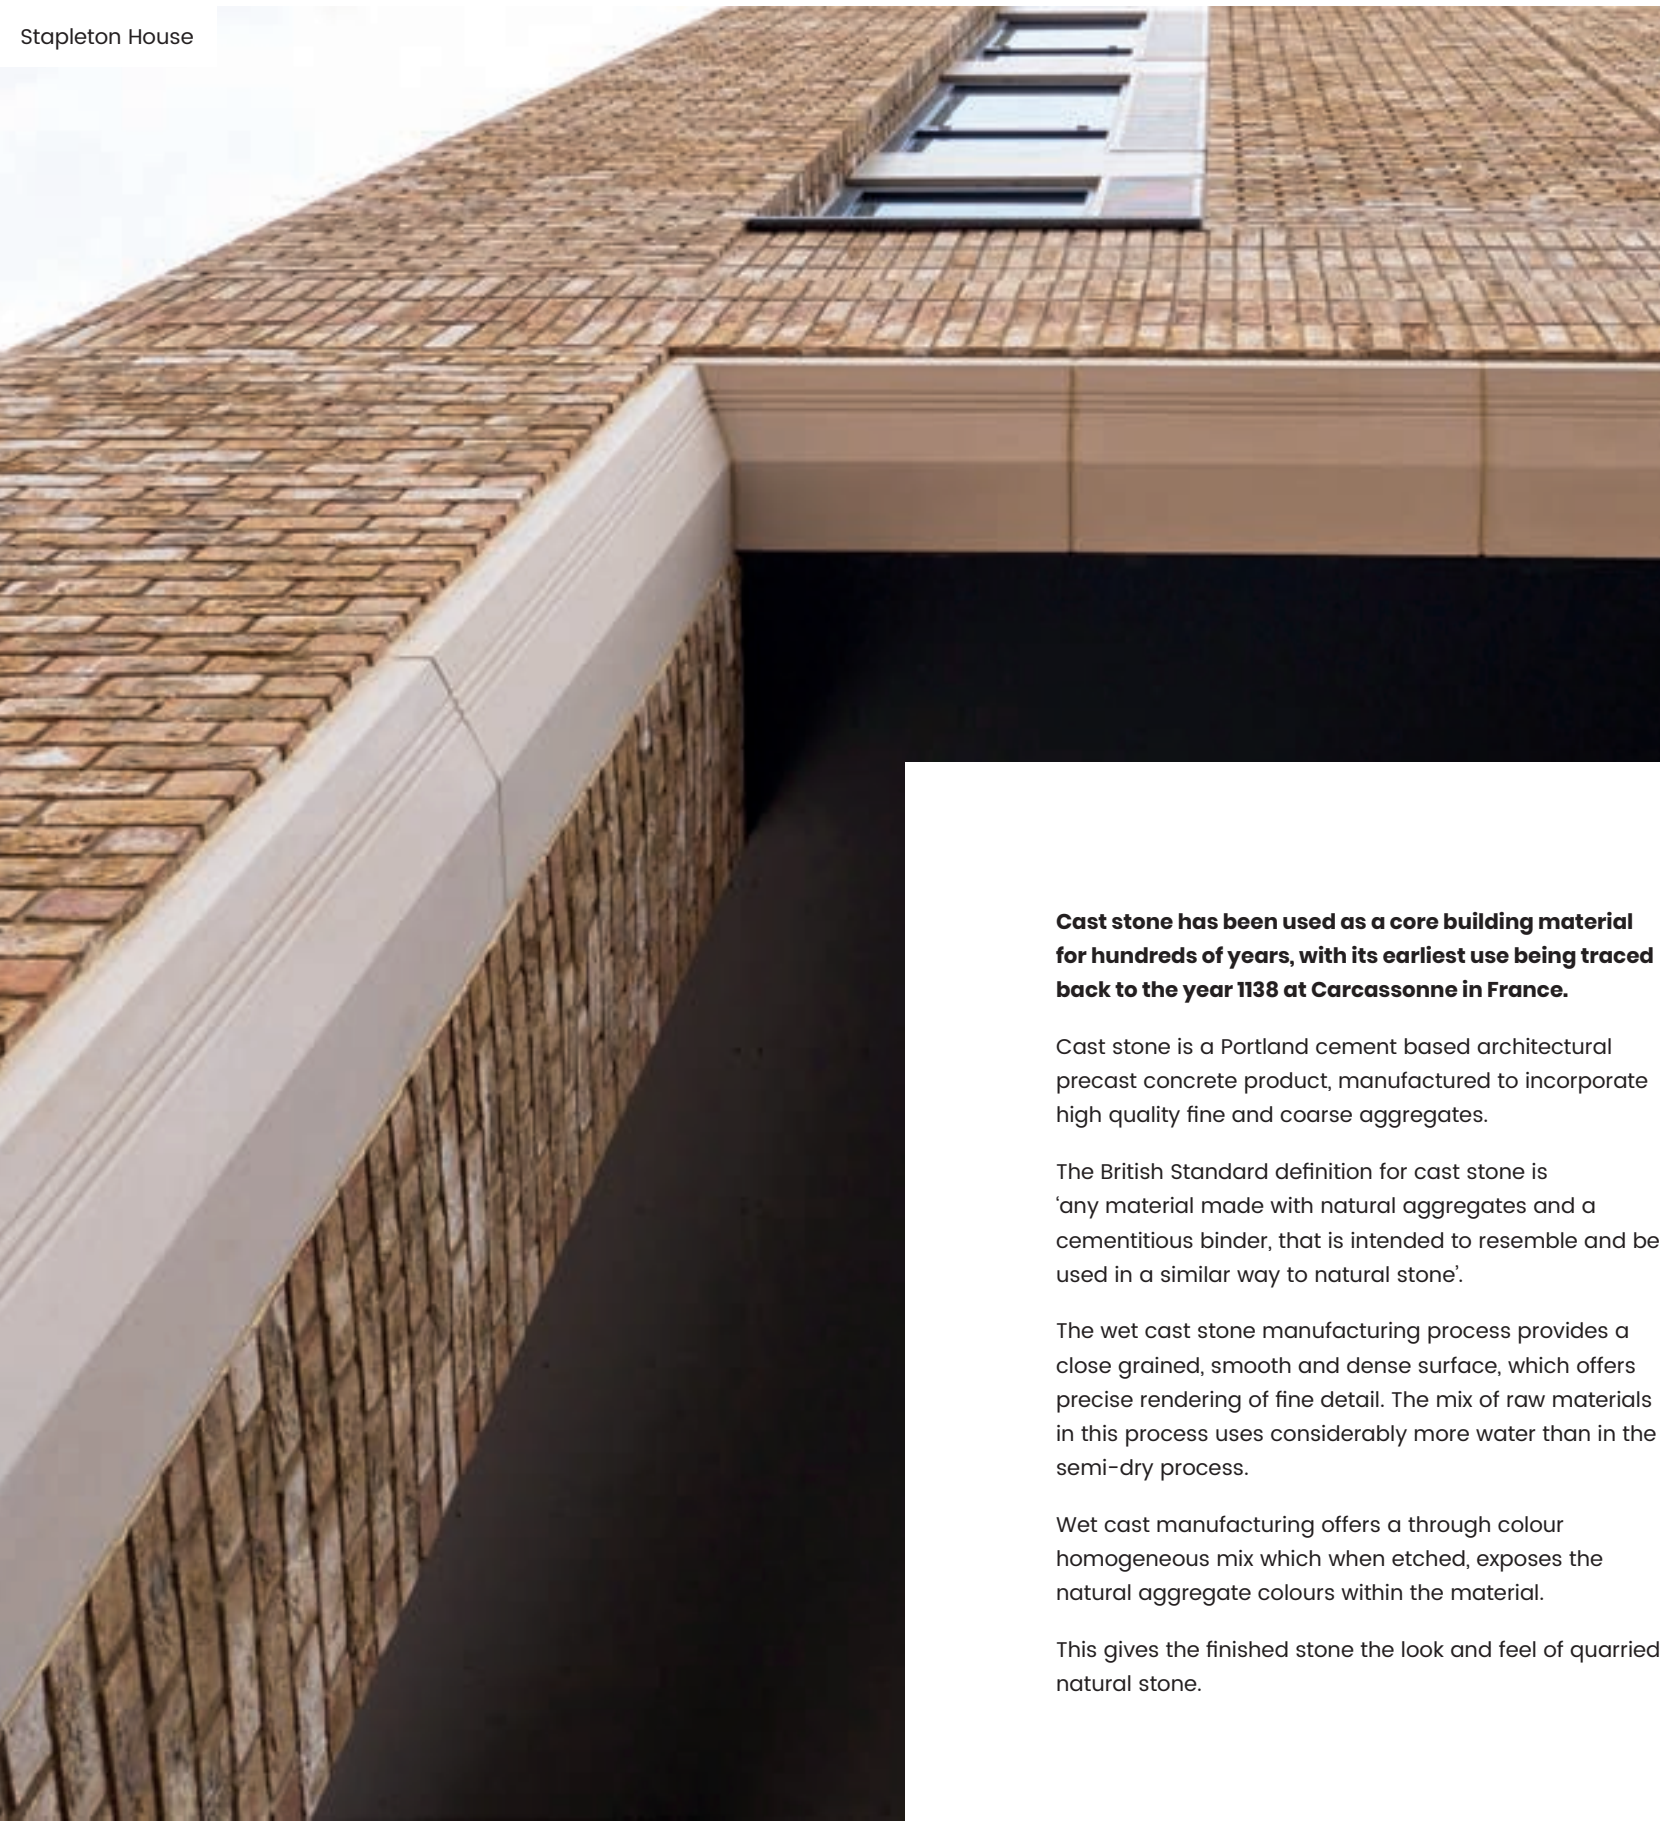 Stapleton House
Cast stone has been used as a core building material
for hundreds of years, with its earliest use being traced
back to the year 1138 at Carcassonne in France.
Cast stone is a Portland cement based architectural
precast concrete product, manufactured to incorporate
high quality fine and coarse aggregates.
The British Standard definition for cast stone is
‘any material made with natural aggregates and a
cementitious binder, that is intended to resemble and be
used in a similar way to natural stone’.
The wet cast stone manufacturing process provides a
close grained, smooth and dense surface, which offers
precise rendering of fine detail. The mix of raw materials
in this process uses considerably more water than in the
semi-dry process.
Wet cast manufacturing offers a through colour
homogeneous mix which when etched, exposes the
natural aggregate colours within the material.
This gives the finished stone the look and feel of quarried
natural stone.